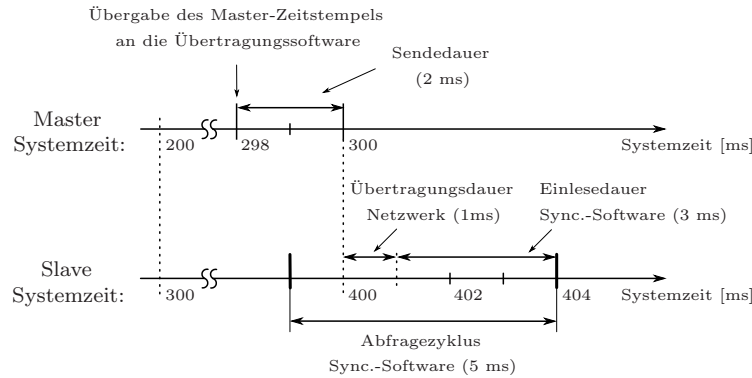 Übergabe des Master-Zeitstempels
an die Übertragungssoftware
Sendedauer
(2 ms)
Master
Systemzeit:
200
298
300
Systemzeit [ms]
Übertragungsdauer
Netzwerk (1ms)
Einlesedauer
Sync.-Software (3 ms)
Slave
Systemzeit:
300
400
402
404
Systemzeit [ms]
Abfragezyklus
Sync.-Software (5 ms)